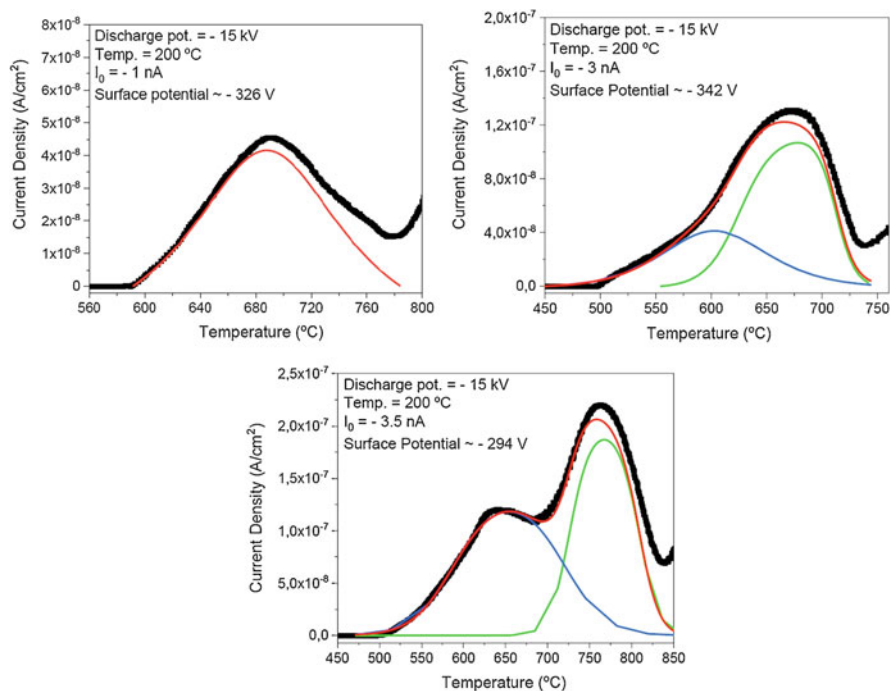 8x10⁻⁸
7x10⁻⁸
6x10⁻⁸
5x10⁻⁸
4x10⁻⁸
3x10⁻⁸
2x10⁻⁸
1x10⁻⁸
0
Current Density (A/cm²)
Discharge pot. = - 15 kV
Temp. = 200 ºC
I₀ = - 1 nA
Surface potential ~ - 326 V
560 600 640 680 720 760 800
Temperature (ºC)
2,0x10⁻⁷
1,6x10⁻⁷
1,2x10⁻⁷
8,0x10⁻⁸
4,0x10⁻⁸
0,0
Current Density (A/cm²)
Discharge pot. = - 15 kV
Temp. = 200 ºC
I₀ = - 3 nA
Surface Potential ~ - 342 V
450 500 550 600 650 700 750
Temperature (ºC)
2,5x10⁻⁷
2,0x10⁻⁷
1,5x10⁻⁷
1,0x10⁻⁷
5,0x10⁻⁸
0,0
Current Density (A/cm²)
Discharge pot. = - 15 kV
Temp. = 200 ºC
I₀ = - 3.5 nA
Surface Potential ~ - 294 V
450 500 550 600 650 700 750 800 850
Temperature (ºC)